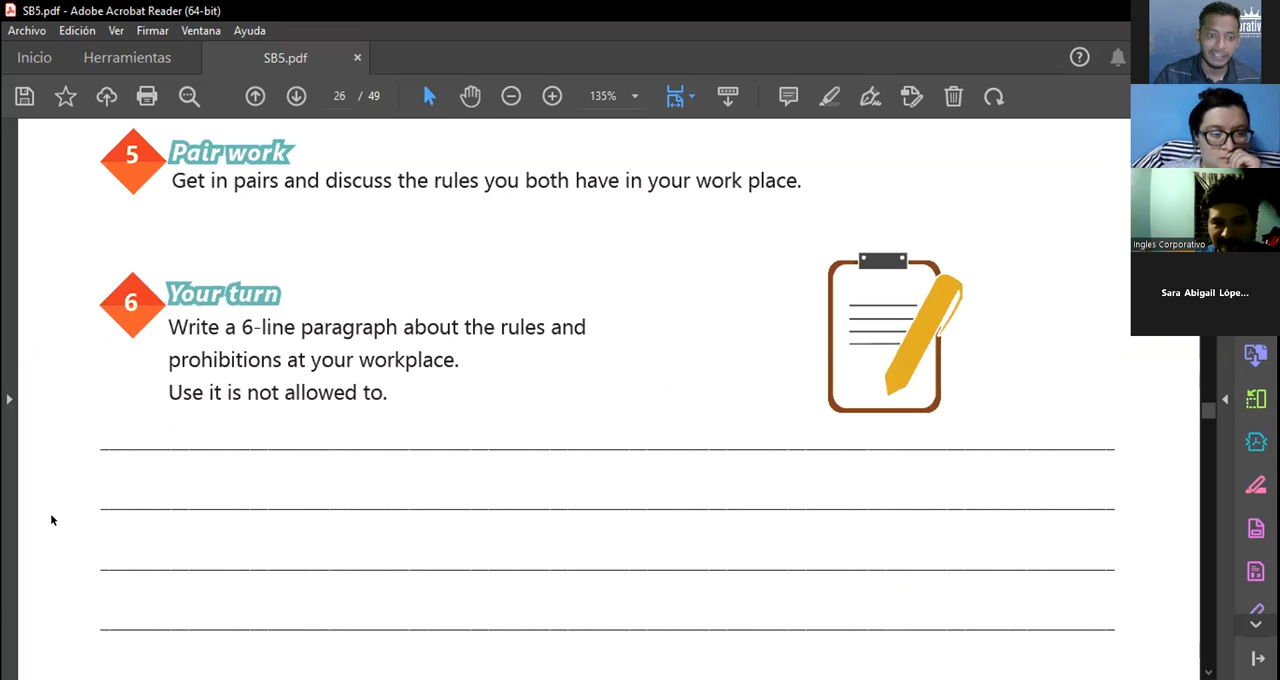 SB5.pdf - Adobe Acrobat Reader (64-bit)
Archivo Edición Ver Firmar Ventana Ayuda
Inicio Herramientas SB5.pdf ×
26 / 49 135%
5 Pair work
Get in pairs and discuss the rules you both have in your work place.
6 Your turn
Write a 6-line paragraph about the rules and
prohibitions at your workplace.
Use it is not allowed to.
Ingles Corporativo
Sara Abigail Lópe...